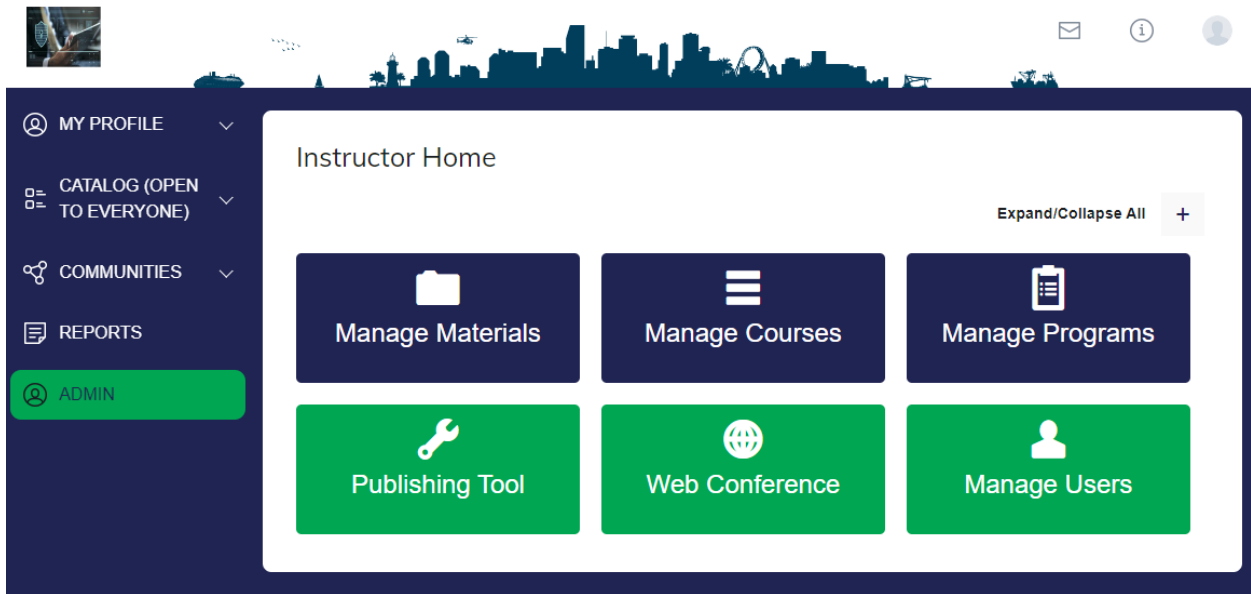 MY PROFILE
CATALOG (OPEN
TO EVERYONE)
COMMUNITIES
REPORTS
ADMIN
Instructor Home
Expand/Collapse All +
Manage Materials
Manage Courses
Manage Programs
Publishing Tool
Web Conference
Manage Users